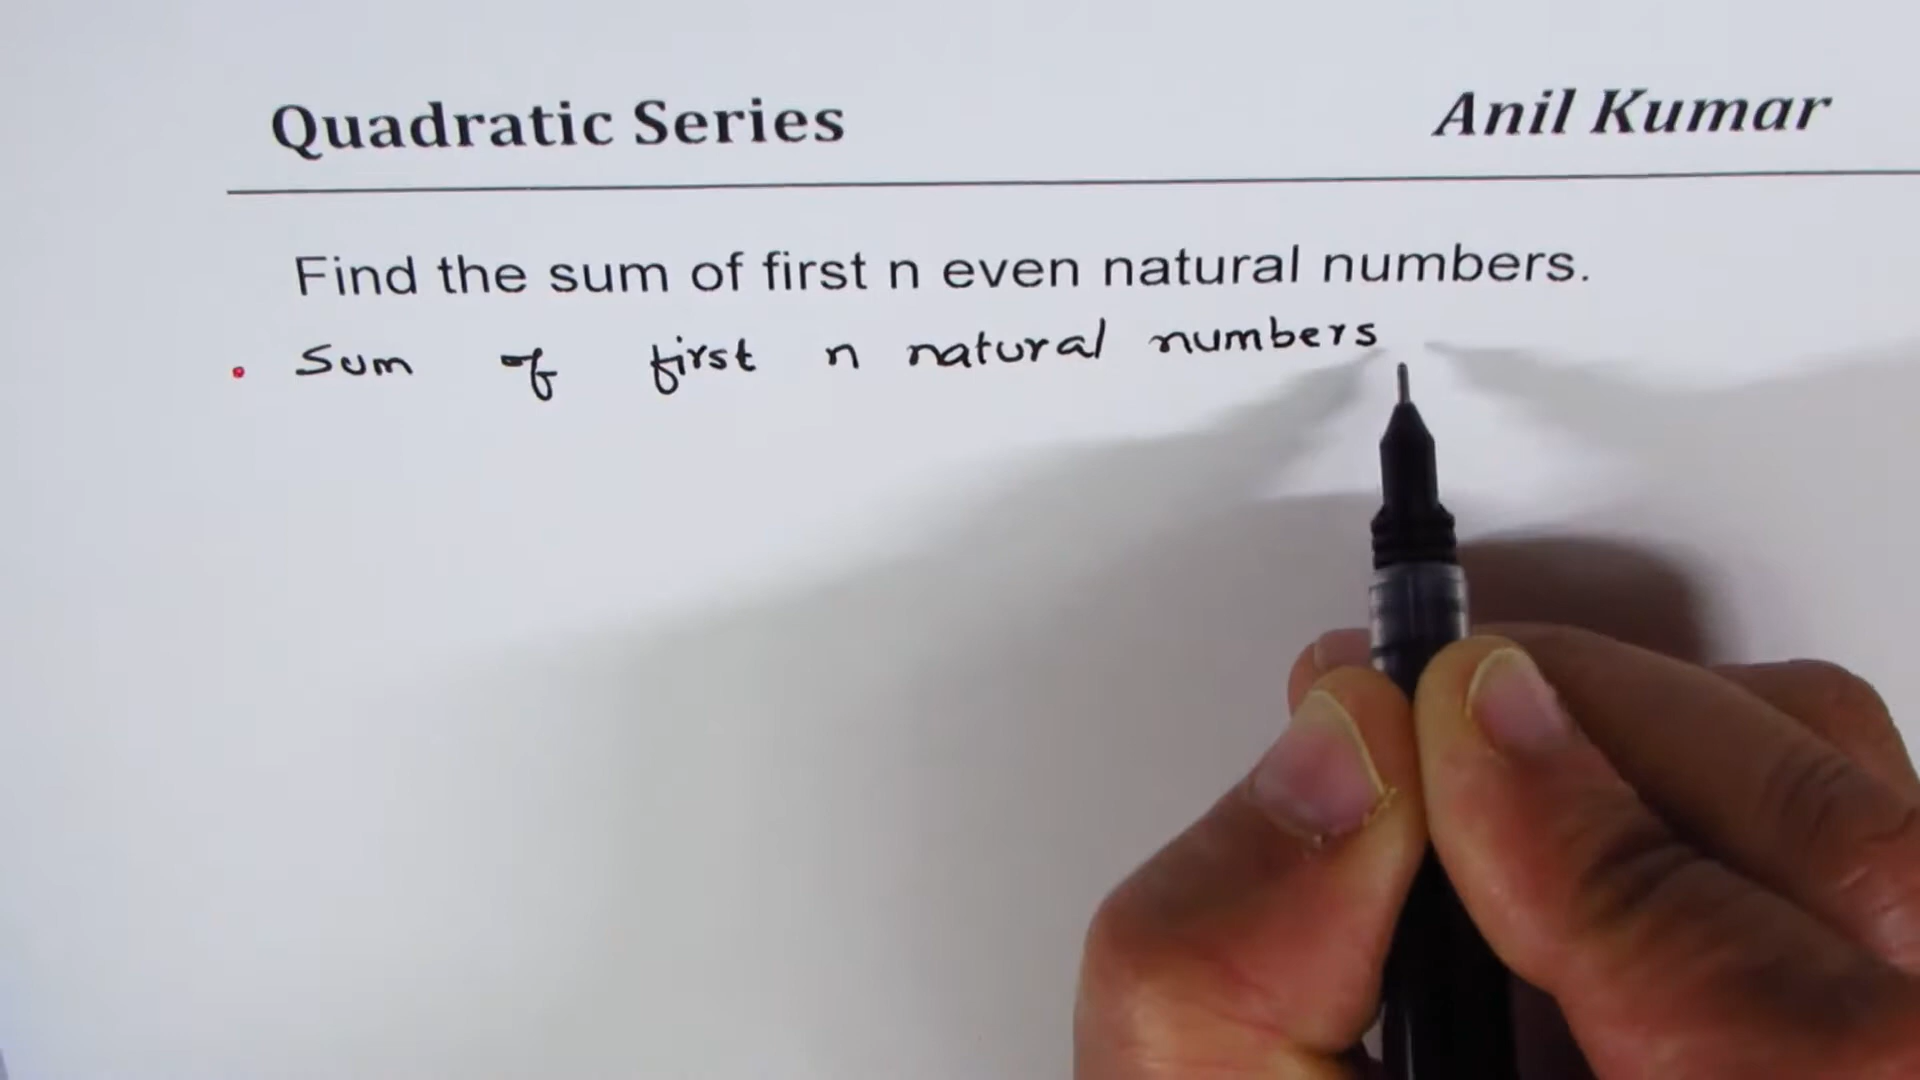 Quadratic Series Anil Kumar
Find the sum of first n even natural numbers.
. Sum of first n natural numbers